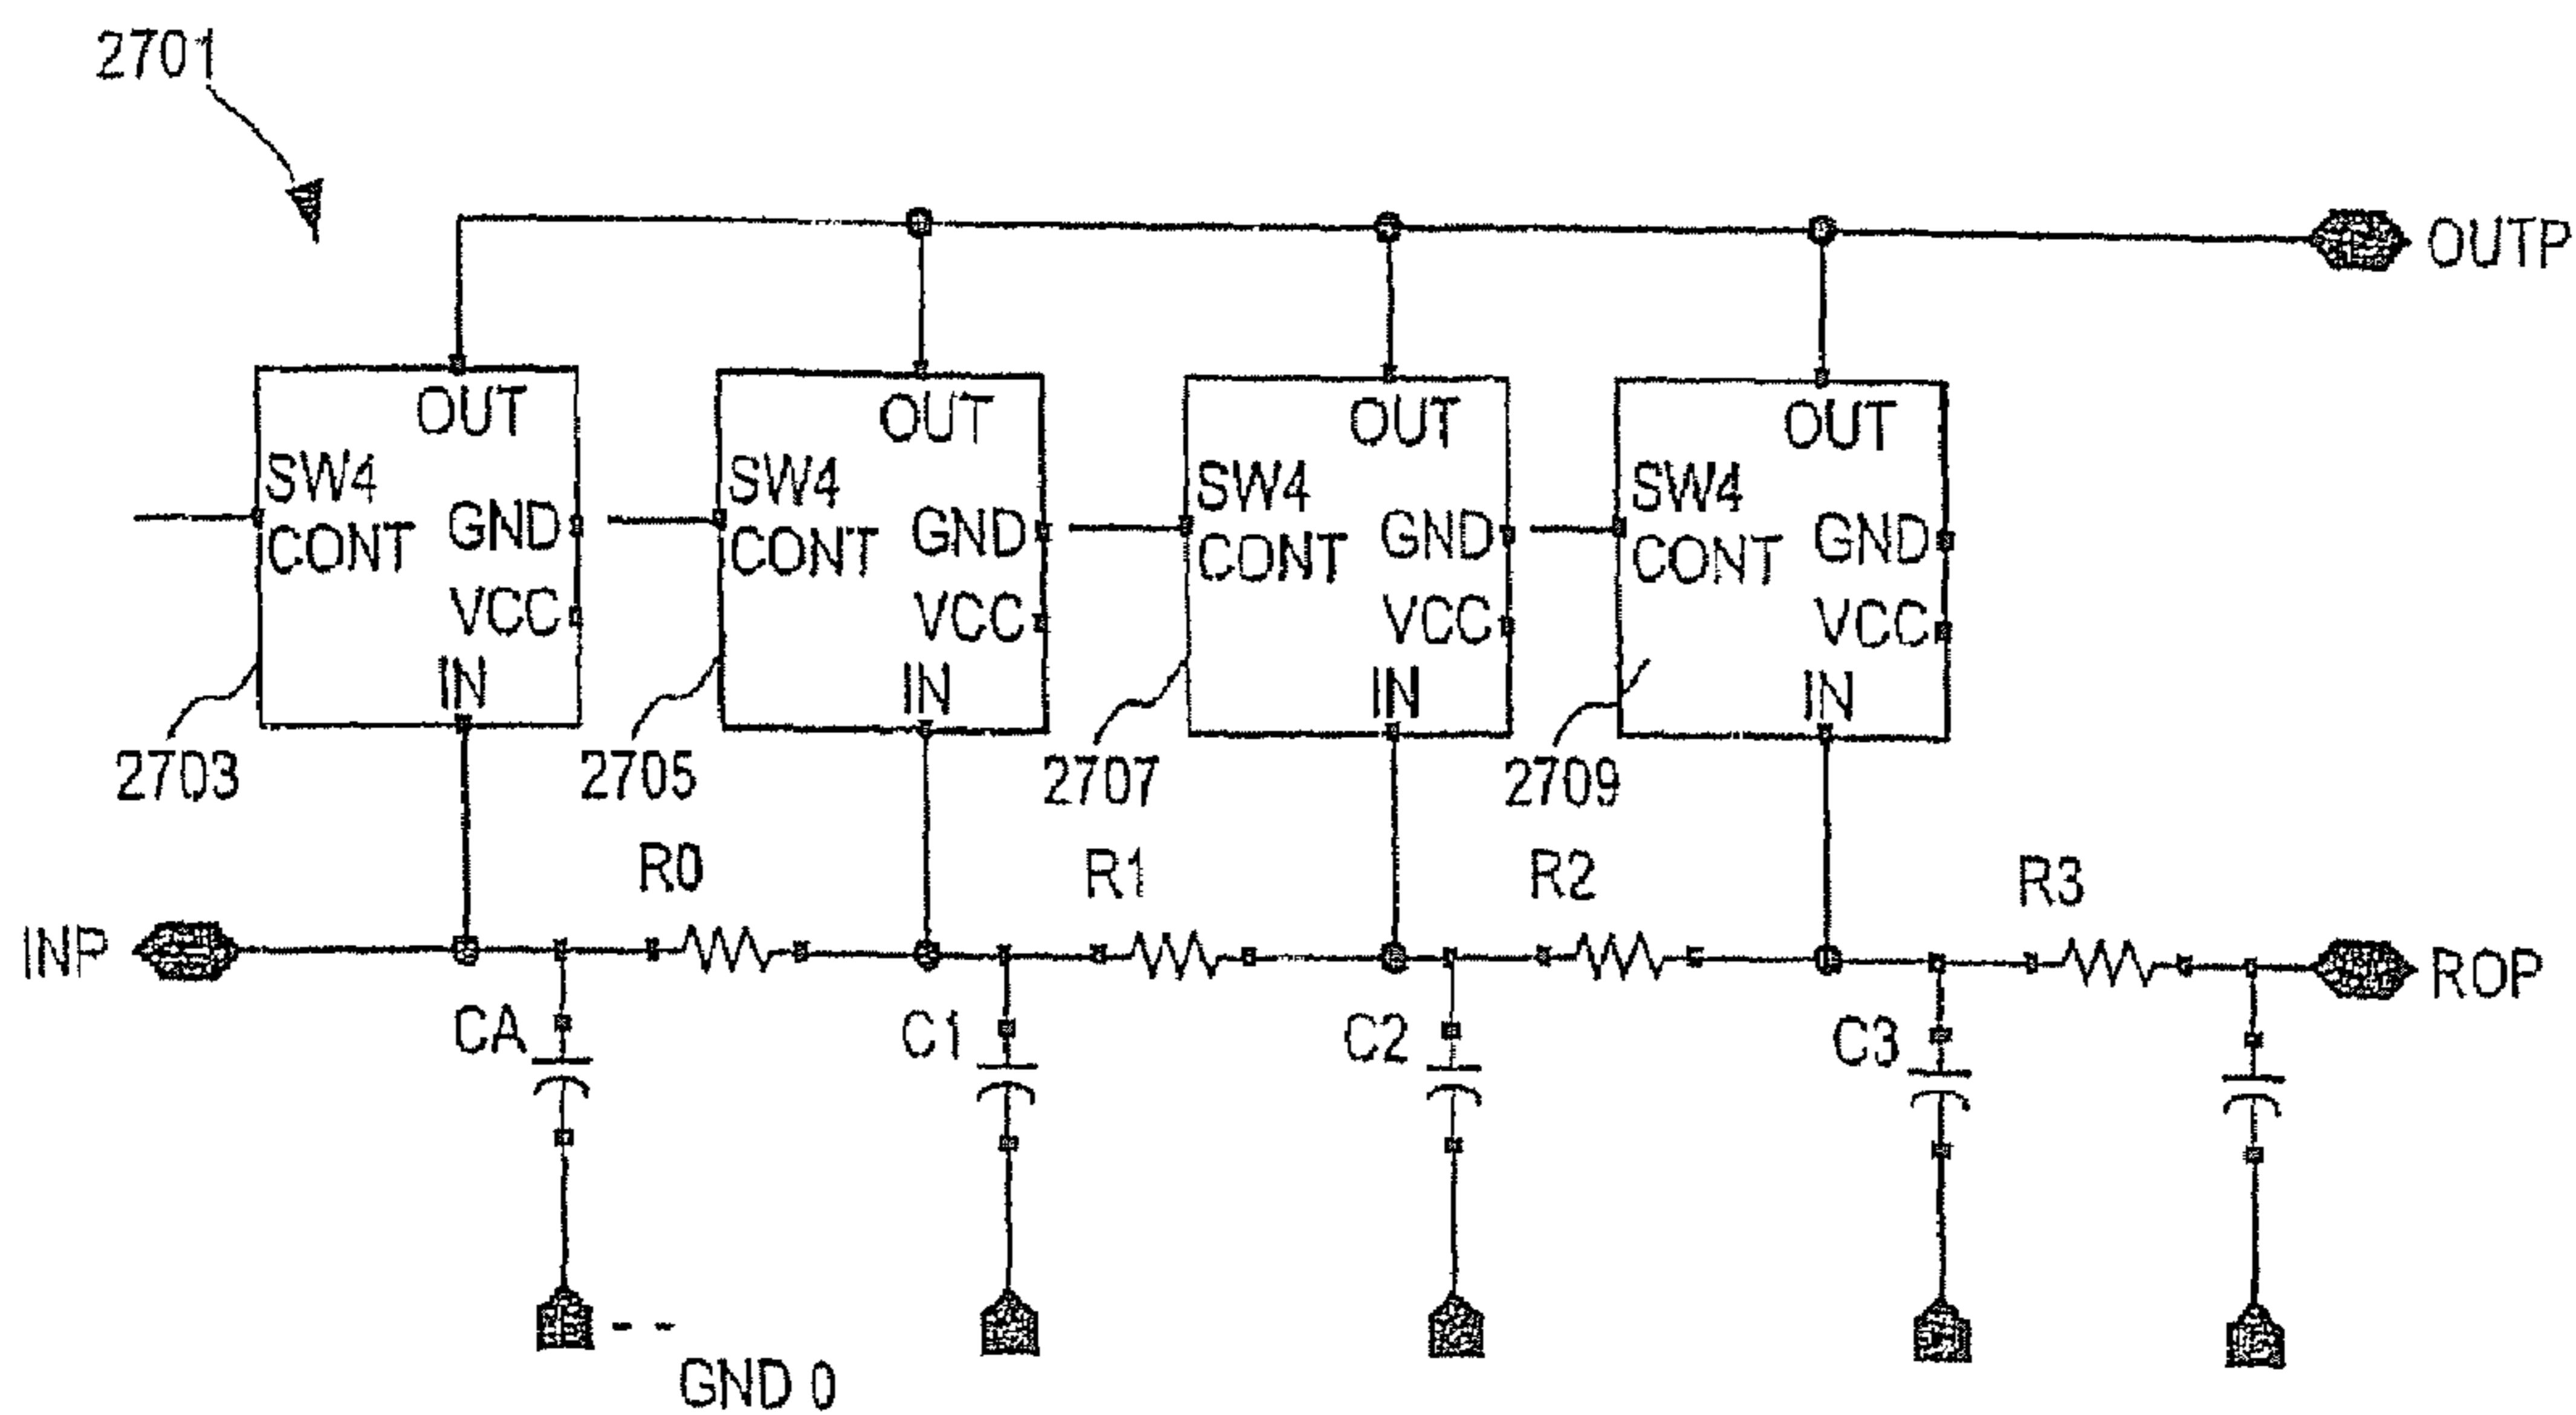 2701
OUTP
OUT
SW4
CONT
GND
VCC
IN
2703
OUT
SW4
CONT
GND
VCC
IN
2705
OUT
SW4
CONT
GND
VCC
IN
2707
OUT
SW4
CONT
GND
VCC
IN
2709
R0
R1
R2
R3
INP
ROP
CA
C1
C2
C3
GND 0